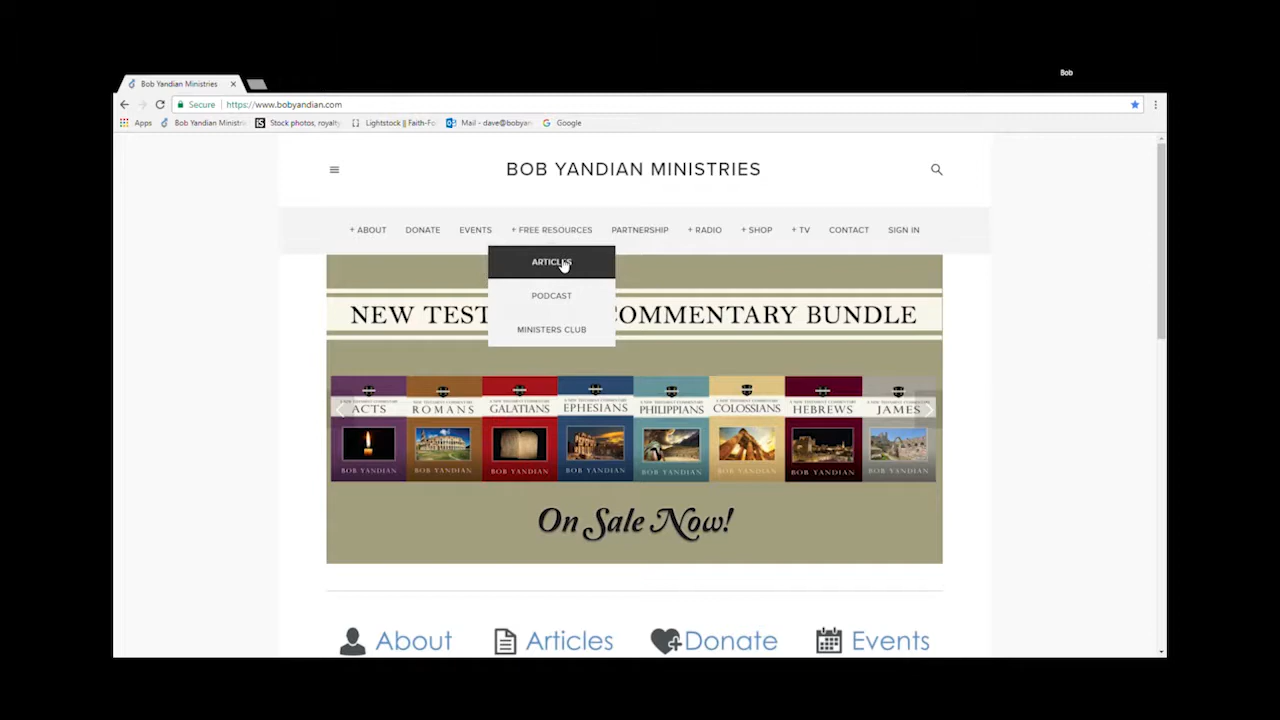 Bob
Bob Yandian Ministries
Secure https://www.bobyandian.com
Apps Bob Yandian Ministri Stock photos, royalty Lightstock || Faith-Fo Mail - dave@bobyan Google
BOB YANDIAN MINISTRIES
+ ABOUT DONATE EVENTS + FREE RESOURCES PARTNERSHIP + RADIO + SHOP + TV CONTACT SIGN IN
ARTICLES
PODCAST
MINISTERS CLUB
NEW TEST COMMENTARY BUNDLE
ACTS ROMANS GALATIANS EPHESIANS PHILIPPIANS COLOSSIANS HEBREWS JAMES
BOB YANDIAN BOB YANDIAN BOB YANDIAN BOB YANDIAN BOB YANDIAN BOB YANDIAN BOB YANDIAN BOB YANDIAN
On Sale Now!
About Articles Donate Events